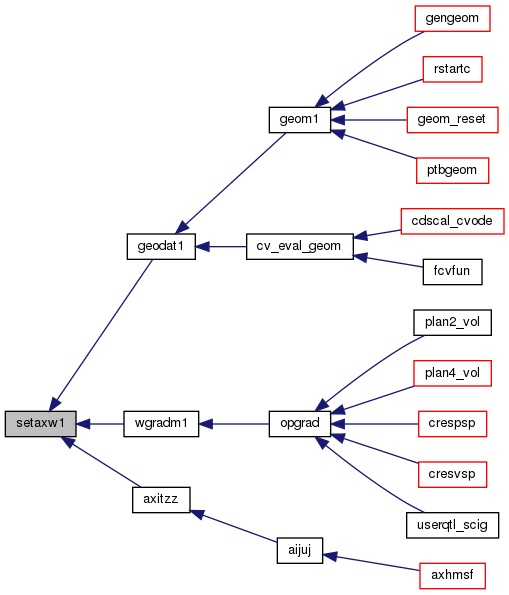 gengeom
rstartc
geom1
geom_reset
ptbgeom
cdscal_cvode
geodat1
cv_eval_geom
fcvfun
plan2_vol
plan4_vol
setaxw1
wgradm1
opgrad
crespsp
cresvsp
axitzz
userqtl_scig
aijuj
axhmsf